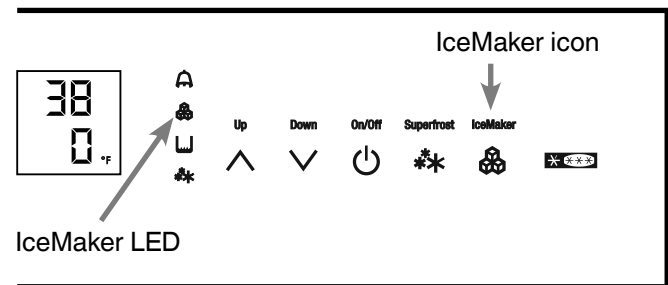 IceMaker icon
38
0 °F
Up Down On/Off Superfrost IceMaker
IceMaker LED